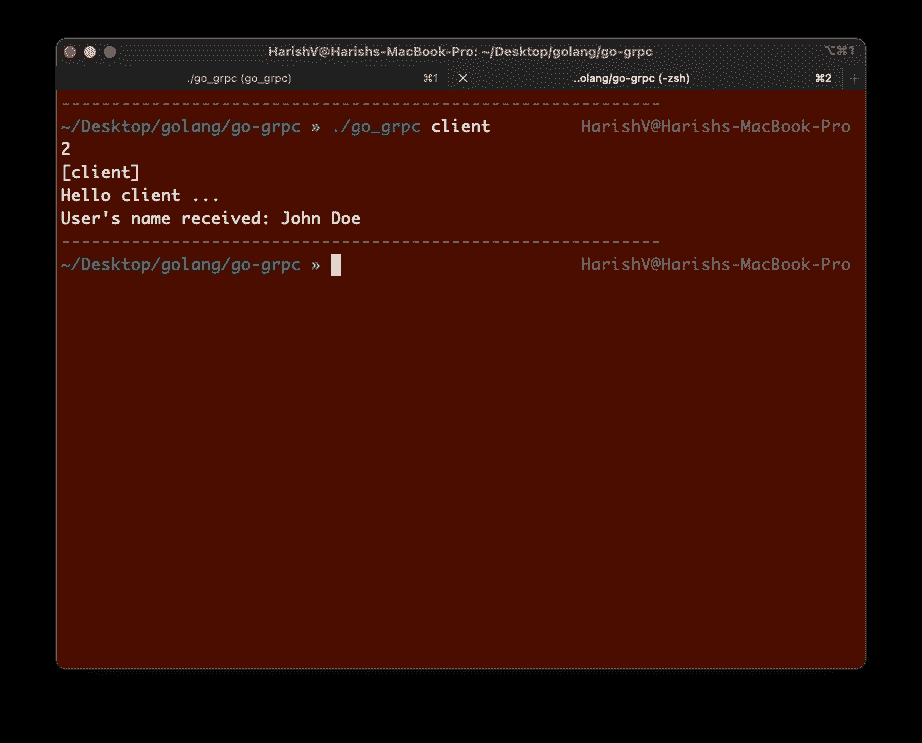 HarishV@Harishs-MacBook-Pro: ~/Desktop/golang/go-grpc ⌥⌘1
./go_grpc (go_grpc) ⌘1 ..olang/go-grpc (-zsh) ⌘2 +
------------------------------------------------------------
~/Desktop/golang/go-grpc » ./go_grpc client HarishV@Harishs-MacBook-Pro
2
[client]
Hello client ...
User's name received: John Doe
------------------------------------------------------------
~/Desktop/golang/go-grpc » HarishV@Harishs-MacBook-Pro